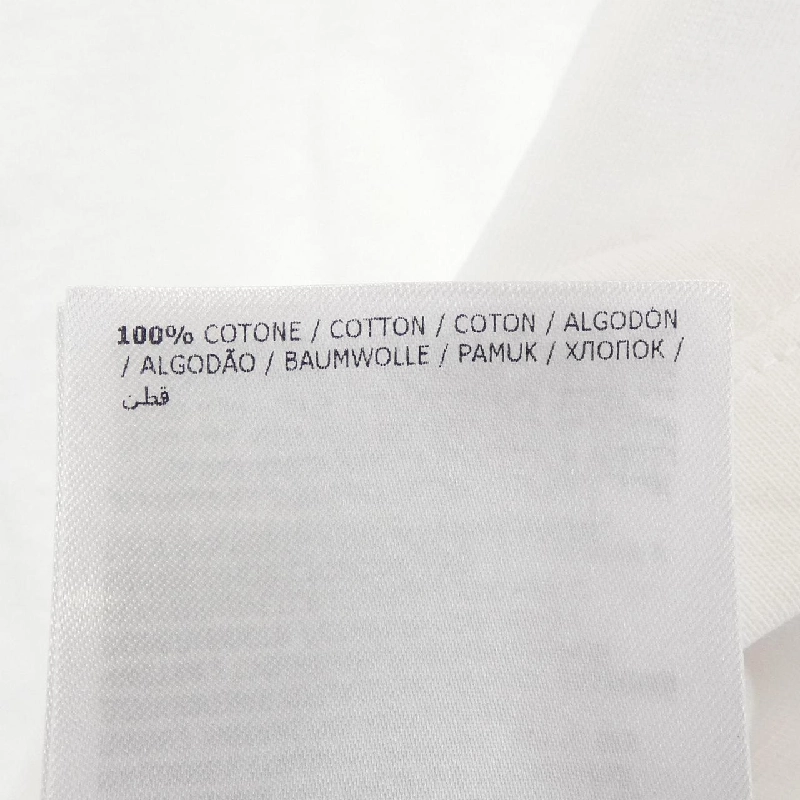 100% COTONE / COTTON / COTON / ALGODÓN
/ ALGODÃO / BAUMWOLLE / PAMUK / ХЛОПОК /
قطن